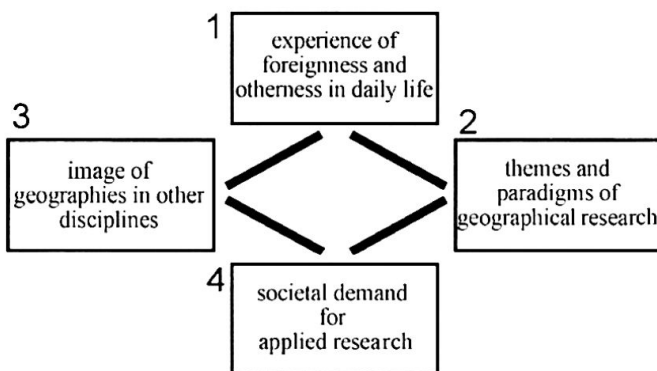 1
experience of
foreignness and
otherness in daily life
3
image of
geographies in other
disciplines
2
themes and
paradigms of
geographical research
4
societal demand
for
applied research